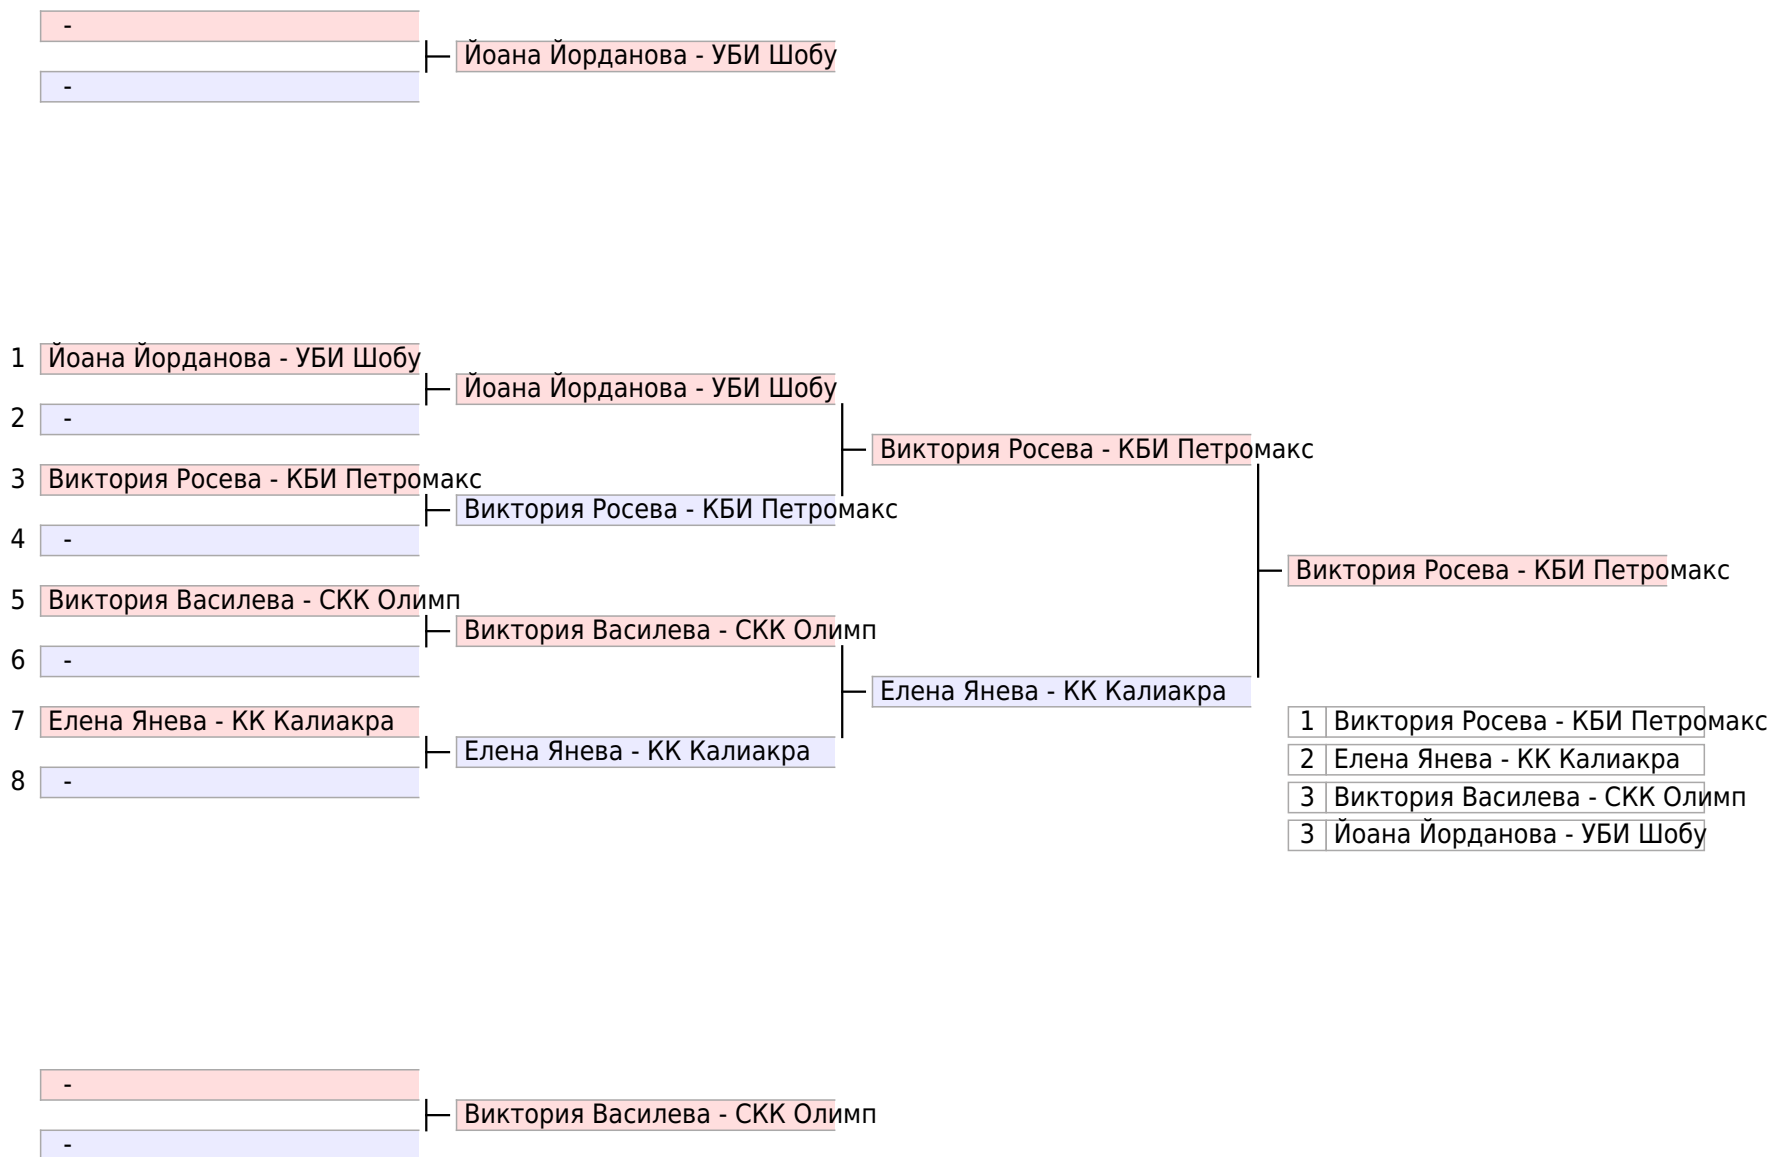 -
Йоана Йорданова - УБИ Шобу
-
1 Йоана Йорданова - УБИ Шобу
Йоана Йорданова - УБИ Шобу
2 -
Виктория Росева - КБИ Петромакс
3 Виктория Росева - КБИ Петромакс
Виктория Росева - КБИ Петромакс
4 -
Виктория Росева - КБИ Петромакс
5 Виктория Василева - СКК Олимп
Виктория Василева - СКК Олимп
6 -
Елена Янева - КК Калиакра
7 Елена Янева - КК Калиакра
1 Виктория Росева - КБИ Петромакс
Елена Янева - КК Калиакра
2 Елена Янева - КК Калиакра
8 -
3 Виктория Василева - СКК Олимп
3 Йоана Йорданова - УБИ Шобу
-
Виктория Василева - СКК Олимп
-